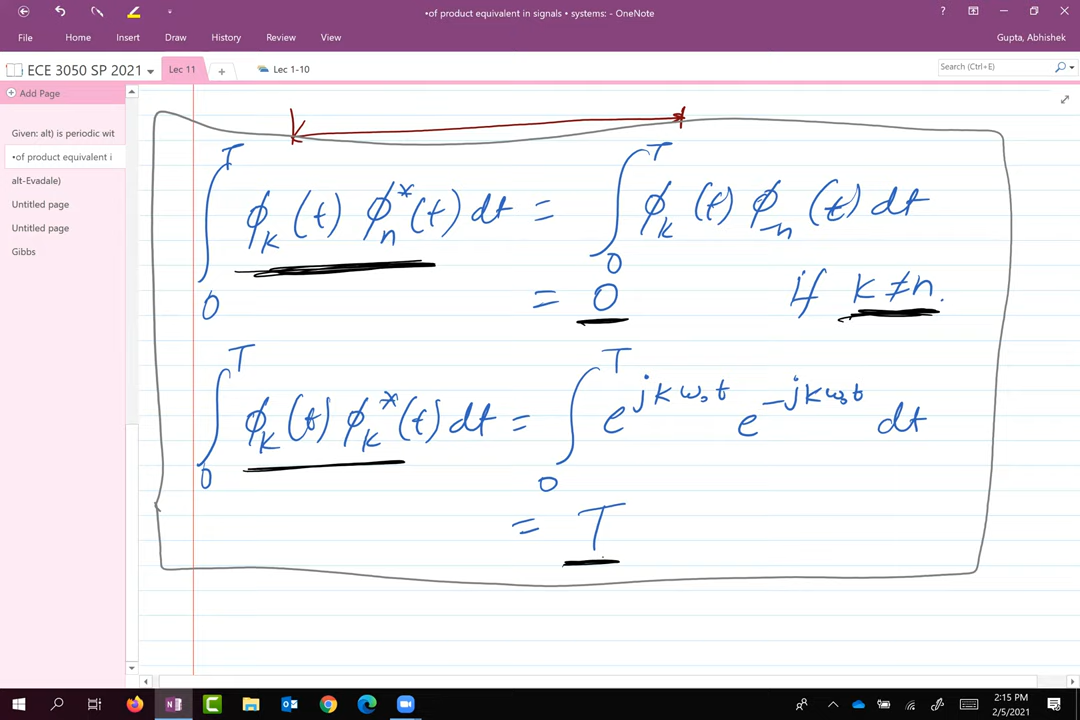 •of product equivalent in signals • systems: - OneNote
File Home Insert Draw History Review View
Gupta, Abhishek
ECE 3050 SP 2021
Lec 11
Lec 1-10
Search (Ctrl+E)
Add Page
Given: alt) is periodic wit
•of product equivalent i
alt-Evadale)
Untitled page
Untitled page
Gibbs
∫₀ᵀ ϕₖ(t) ϕₙ*(t) dt = ∫₀ᵀ ϕₖ(t) ϕ₋ₙ(t) dt
= 0 if k ≠ n.
∫₀ᵀ ϕₖ(t) ϕₖ*(t) dt = ∫₀ᵀ e^{jkω₀t} e^{-jkω₀t} dt
= T
2:15 PM
2/5/2021